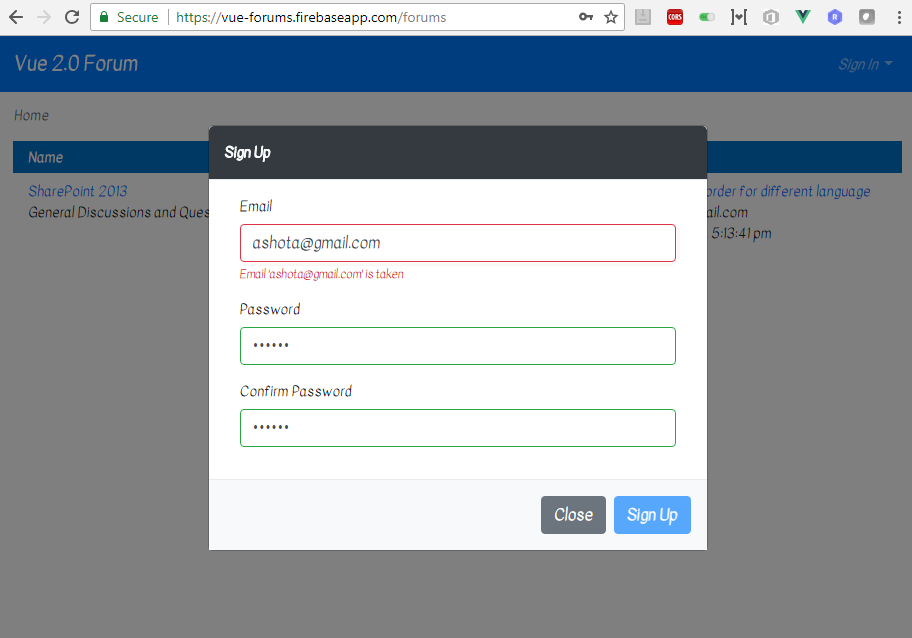 Secure https://vue-forums.firebaseapp.com/forums
CORS
Vue 2.0 Forum
Sign In
Home
Sign Up
Name
Email
SharePoint 2013
order for different language
General Discussions and Ques
ail.com
5:13:41 pm
ashota@gmail.com
Email 'ashota@gmail.com' is taken
Password
••••••
Confirm Password
••••••
Close
Sign Up